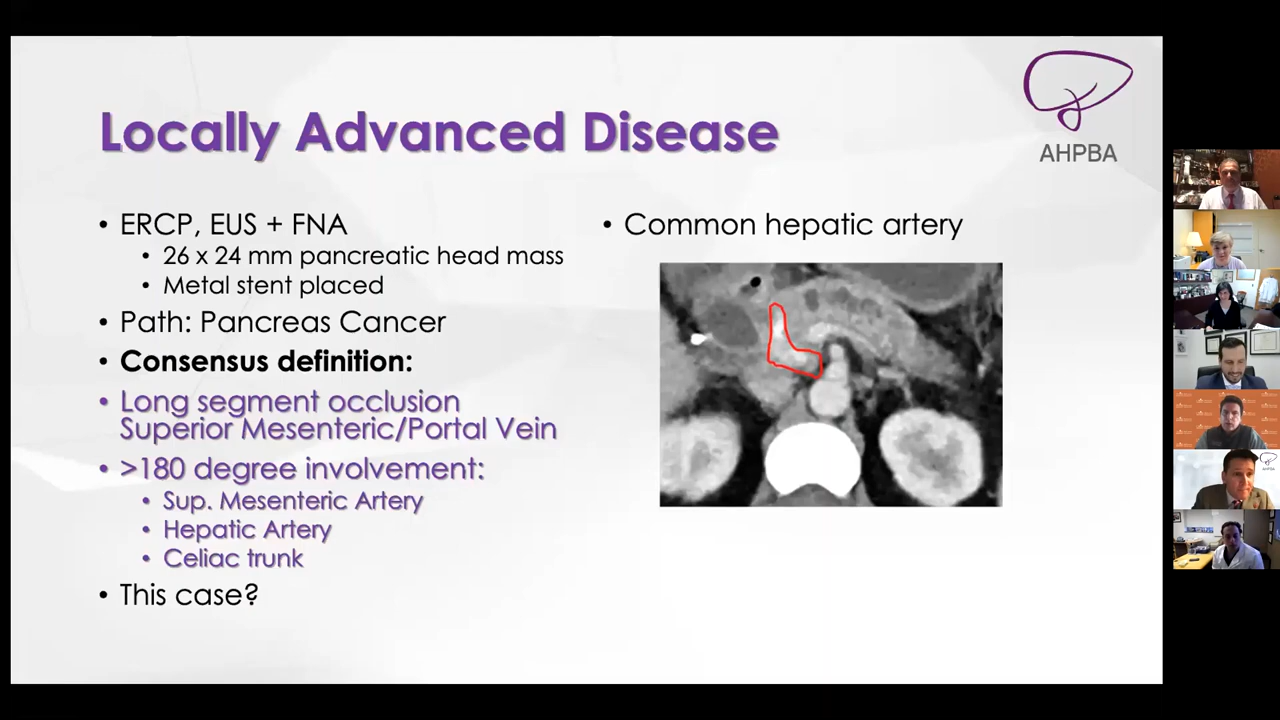 Locally Advanced Disease
AHPBA
• ERCP, EUS + FNA
• 26 x 24 mm pancreatic head mass
• Metal stent placed
• Path: Pancreas Cancer
• Consensus definition:
• Long segment occlusion
Superior Mesenteric/Portal Vein
• >180 degree involvement:
• Sup. Mesenteric Artery
• Hepatic Artery
• Celiac trunk
• This case?
• Common hepatic artery